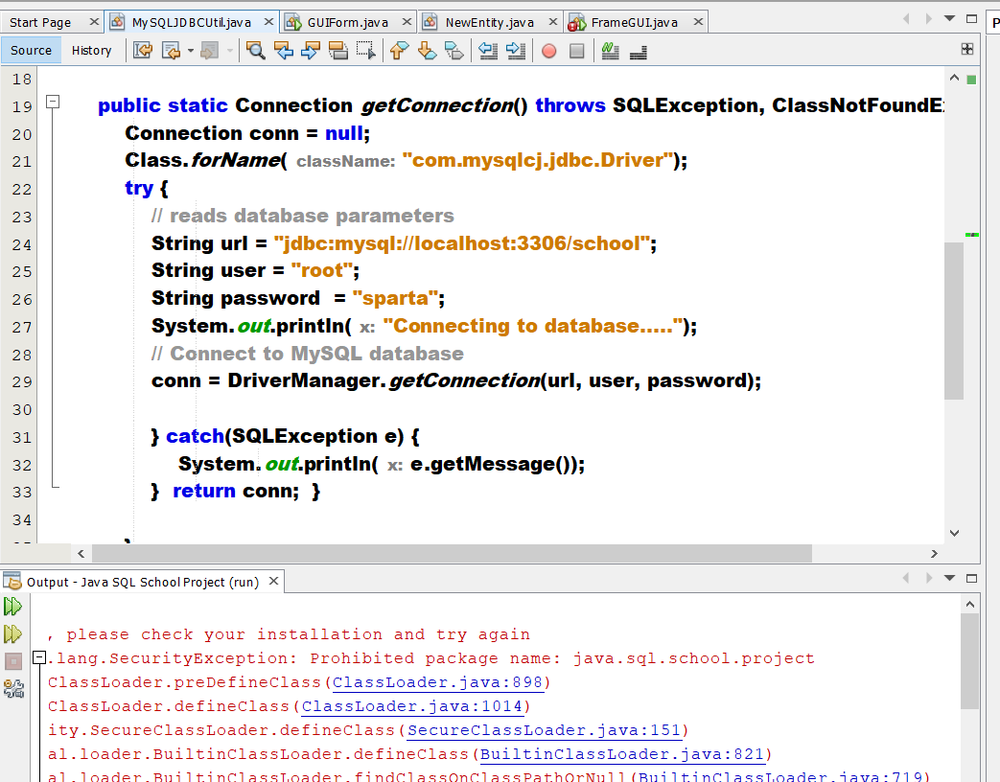 Start Page MySQLJDBCUtil.java GUIForm.java NewEntity.java FrameGUI.java
Source History
18
19 public static Connection getConnection() throws SQLException,
20 Connection conn = null;
21 Class.forName( className: "com.mysqlcj.jdbc.Driver");
22 try {
23 // reads database parameters
24 String url = "jdbc:mysql://localhost:3306/school";
25 String user = "root";
26 String password  = "sparta";
27 System.out.println( x: "Connecting to database.....");
28 // Connect to MySQL database
29 conn = DriverManager.getConnection(url, user, password);
30
31 } catch(SQLException e) {
32 System.out.println( x: e.getMessage());
33 }  return conn;  }
34
Output - Java SQL School Project (run)
, please check your installation and try again
.lang.SecurityException: Prohibited package name: java.sql.school.project
ClassLoader.preDefineClass(ClassLoader.java:898)
ClassLoader.defineClass(ClassLoader.java:1014)
ity.SecureClassLoader.defineClass(SecureClassLoader.java:151)
al.loader.BuiltinClassLoader.defineClass(BuiltinClassLoader.java:821)
al.loader.BuiltinClassLoader.findClassOnClassPathOrNull(BuiltinClassLoader.java:719)